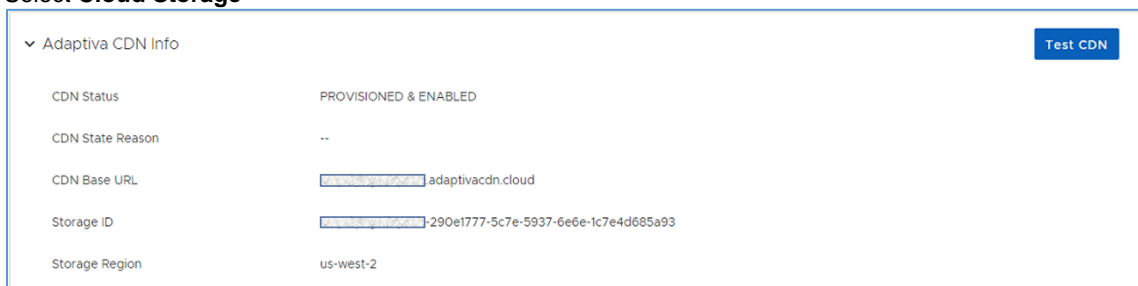 Select Cloud Storage
Adaptiva CDN Info
Test CDN
CDN Status PROVISIONED & ENABLED
CDN State Reason --
CDN Base URL .adaptivacdn.cloud
Storage ID -290e1777-5c7e-5937-6e6e-1c7e4d685a93
Storage Region us-west-2